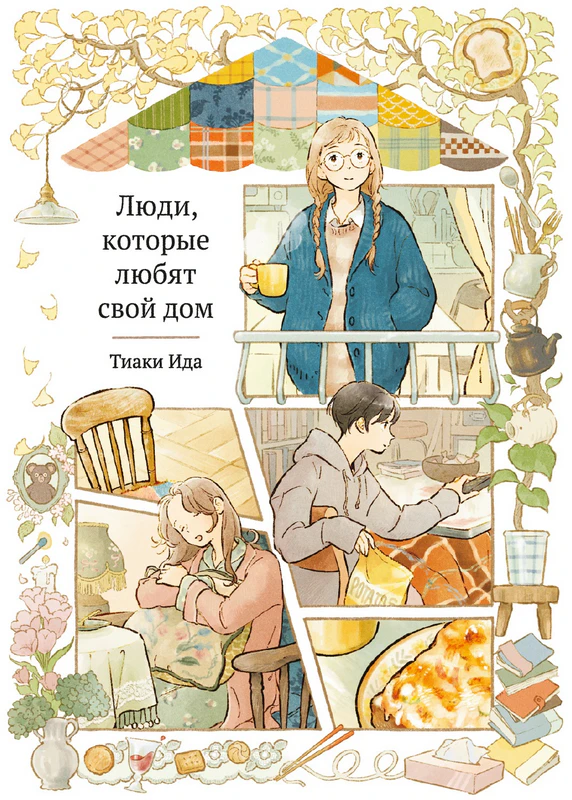 Люди,
которые
любят
свой дом
Тиаки Ида
POTATO